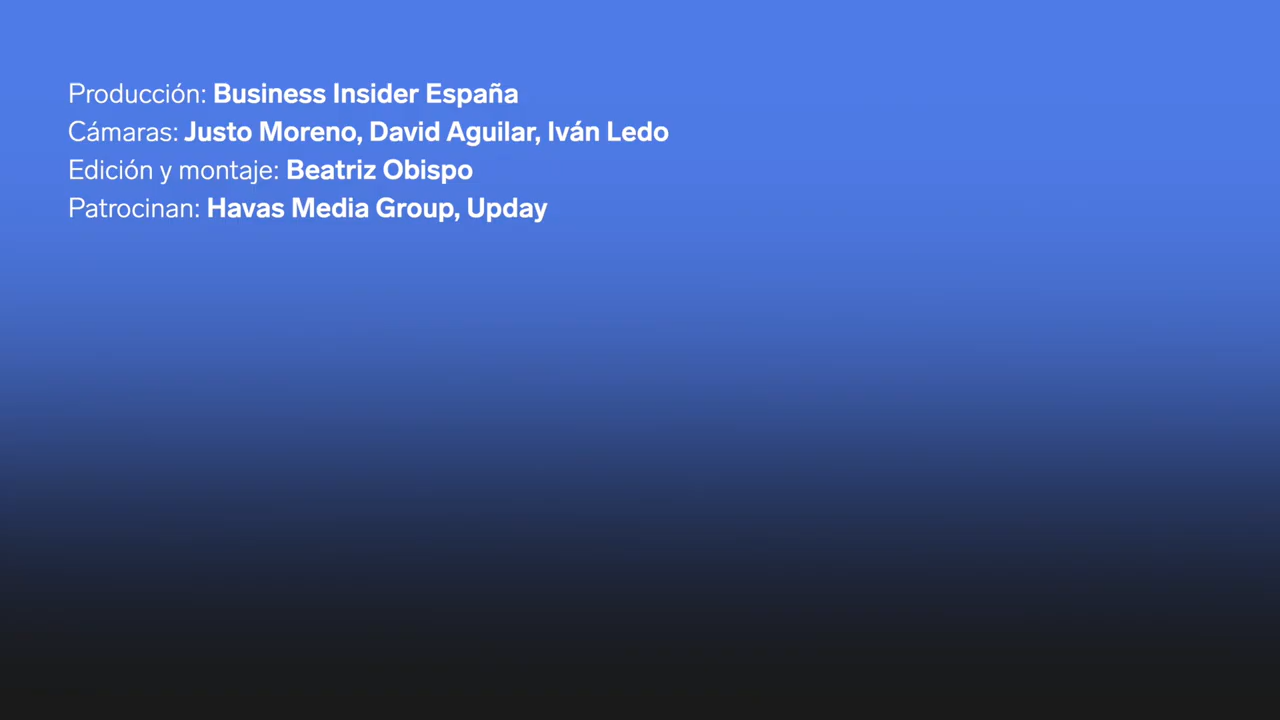 Producción: Business Insider España
Cámaras: Justo Moreno, David Aguilar, Iván Ledo
Edición y montaje: Beatriz Obispo
Patrocinan: Havas Media Group, Upday